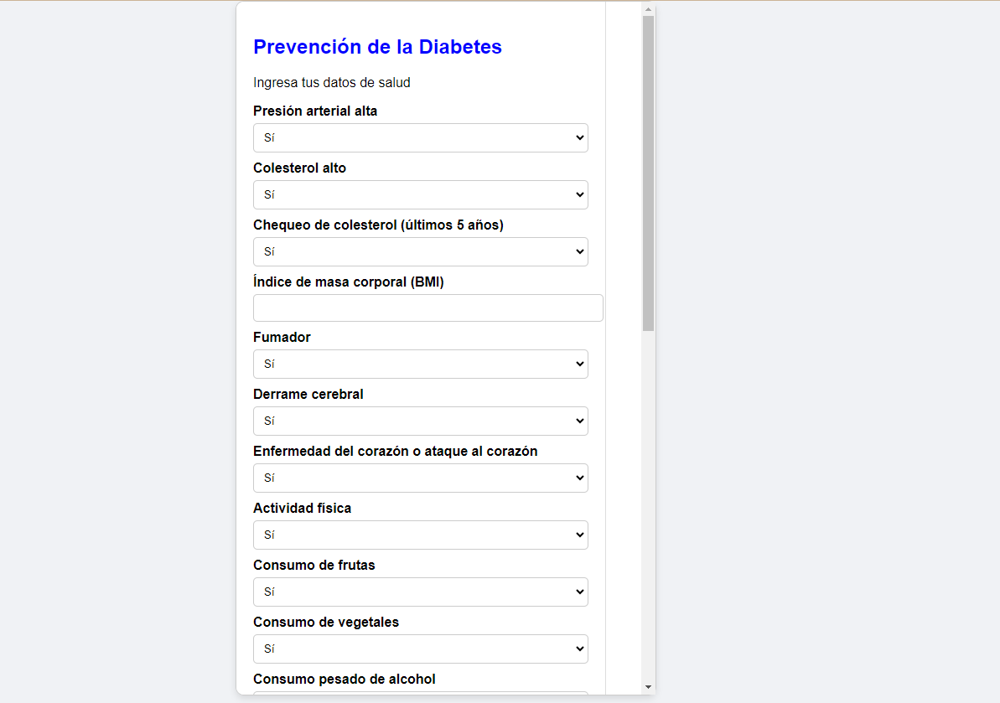 Prevención de la Diabetes
Ingresa tus datos de salud
Presión arterial alta
Sí
Colesterol alto
Sí
Chequeo de colesterol (últimos 5 años)
Sí
Índice de masa corporal (BMI)
Fumador
Sí
Derrame cerebral
Sí
Enfermedad del corazón o ataque al corazón
Sí
Actividad física
Sí
Consumo de frutas
Sí
Consumo de vegetales
Sí
Consumo pesado de alcohol